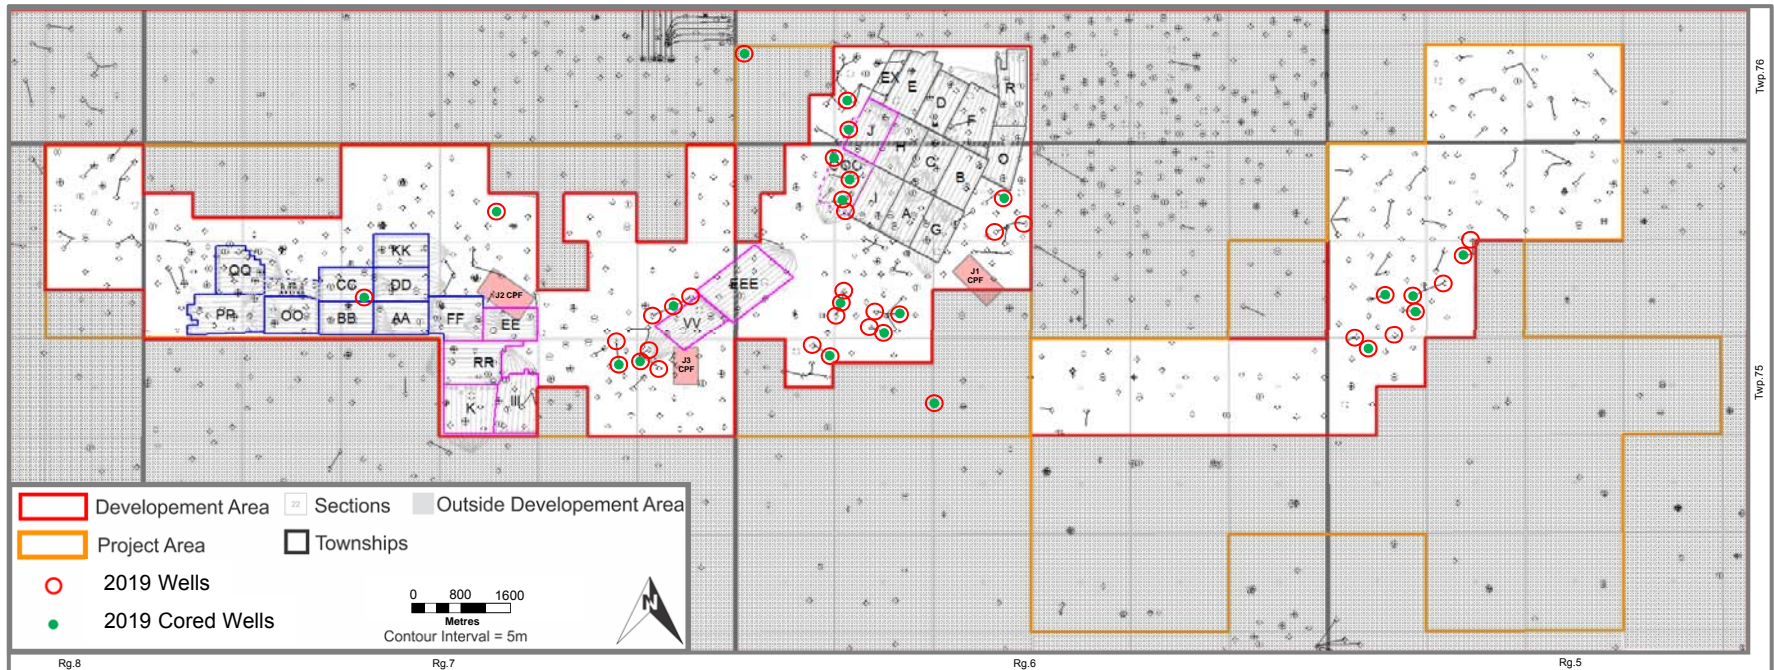 Twp.76
EX
E
D
R
F
J
H
QC
C
O
B
I
A
G
J1
CPF
EEE
VV
J3
CPF
KK
QQ
CC
DD
J2 CPF
PP
OO
BB
AA
FF
EE
RR
K
III
Twp.75
Developement Area
22 Sections
Outside Developement Area
Project Area
Townships
2019 Wells
2019 Cored Wells
0 800 1600
Metres
Contour Interval = 5m
N
Rg.8
Rg.7
Rg.6
Rg.5